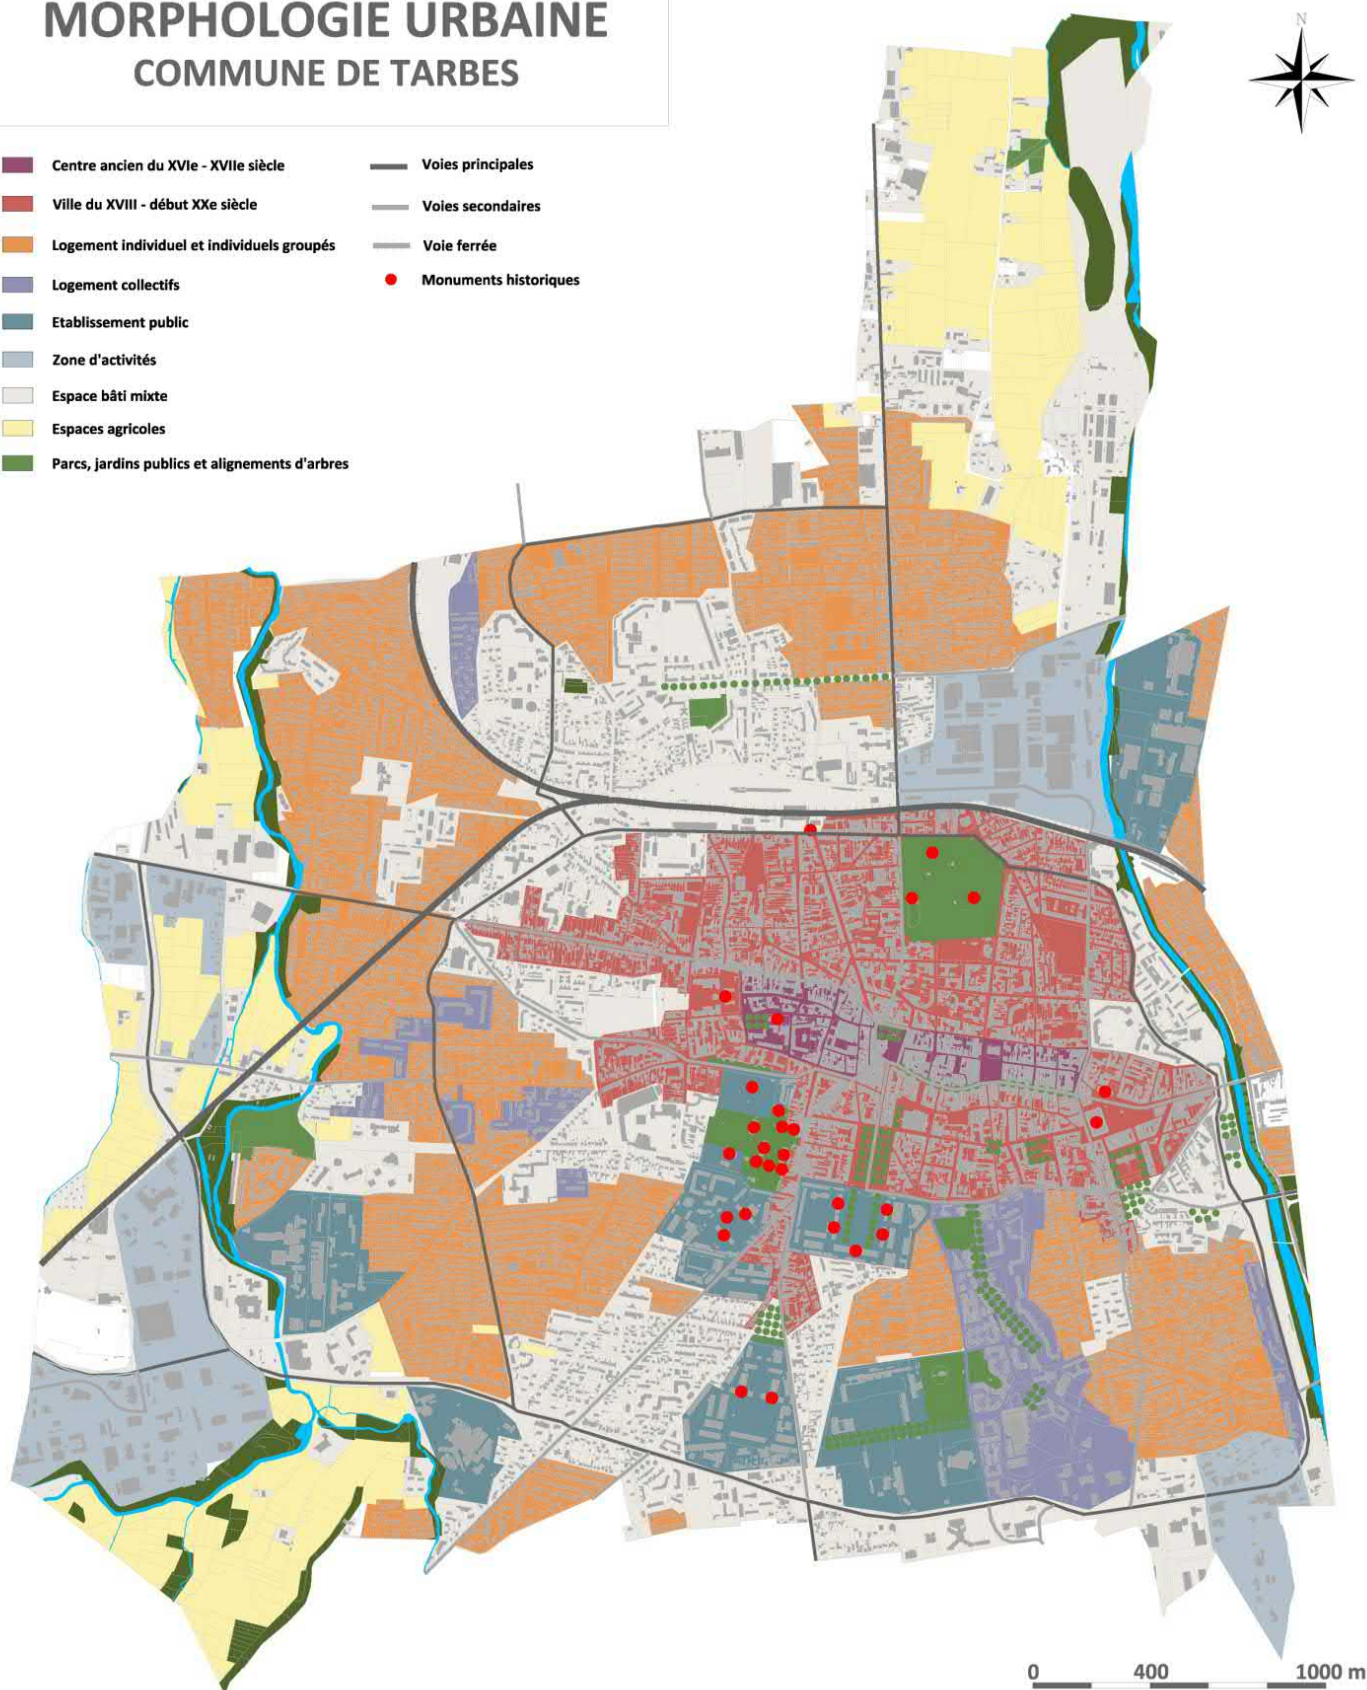 MORPHOLOGIE URBAINE
COMMUNE DE TARBES
N
Centre ancien du XVIe - XVIIe siècle
Ville du XVIII - début XXe siècle
Logement individuel et individuels groupés
Logement collectifs
Etablissement public
Zone d'activités
Espace bâti mixte
Espaces agricoles
Parcs, jardins publics et alignements d'arbres
Voies principales
Voies secondaires
Voie ferrée
Monuments historiques
0 400 1000 m